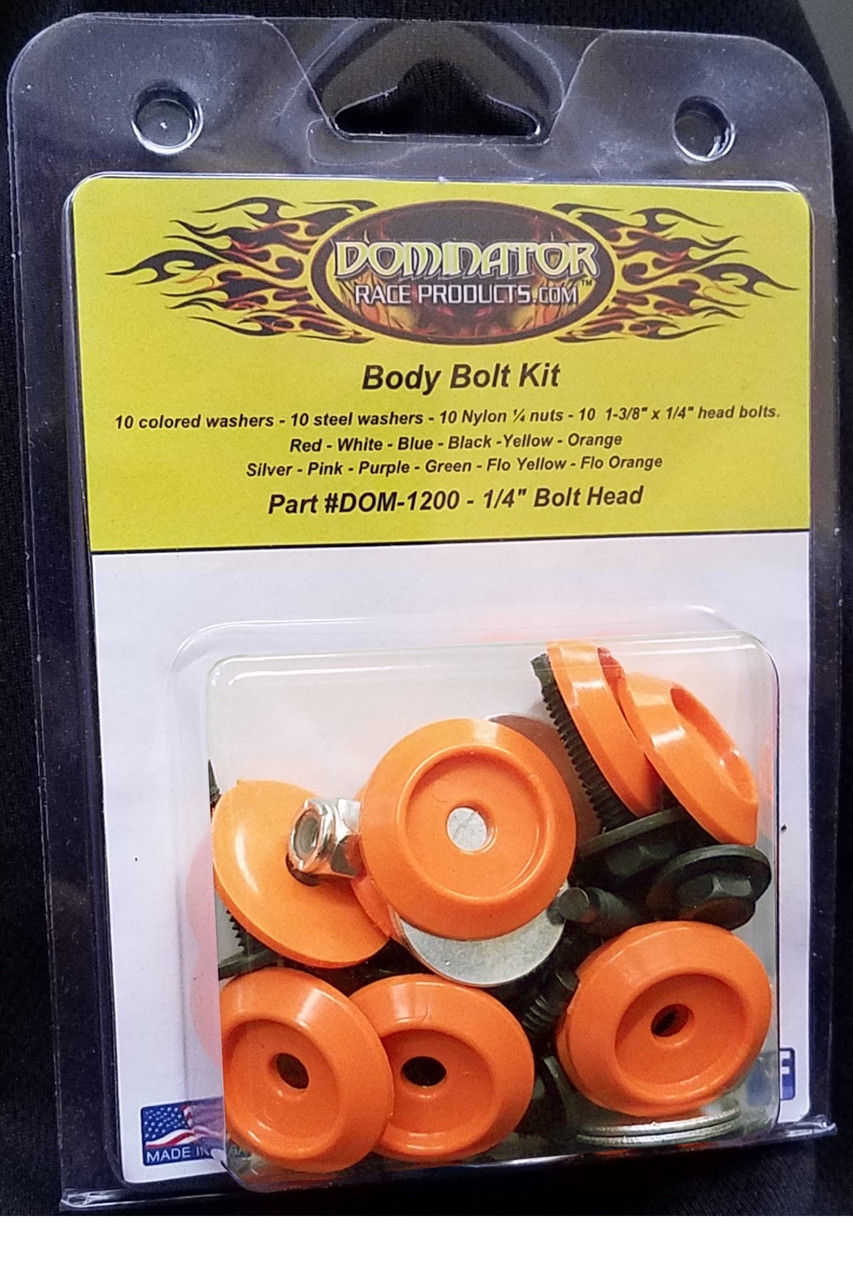 DOMINATOR
RACE PRODUCTS.COM™
Body Bolt Kit
10 colored washers - 10 steel washers - 10 Nylon ¼ nuts - 10 1-3/8" x 1/4" head bolts.
Red - White - Blue - Black -Yellow - Orange
Silver - Pink - Purple - Green - Flo Yellow - Flo Orange
Part #DOM-1200 - 1/4" Bolt Head
MADE IN